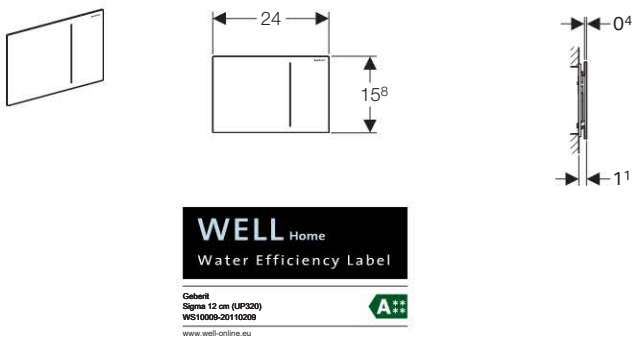 24
15⁸
0⁴
1¹
WELL Home
Water Efficiency Label
Geberit
Sigma 12 cm (UP320)
WS10009-20110209
A****
www.well-online.eu